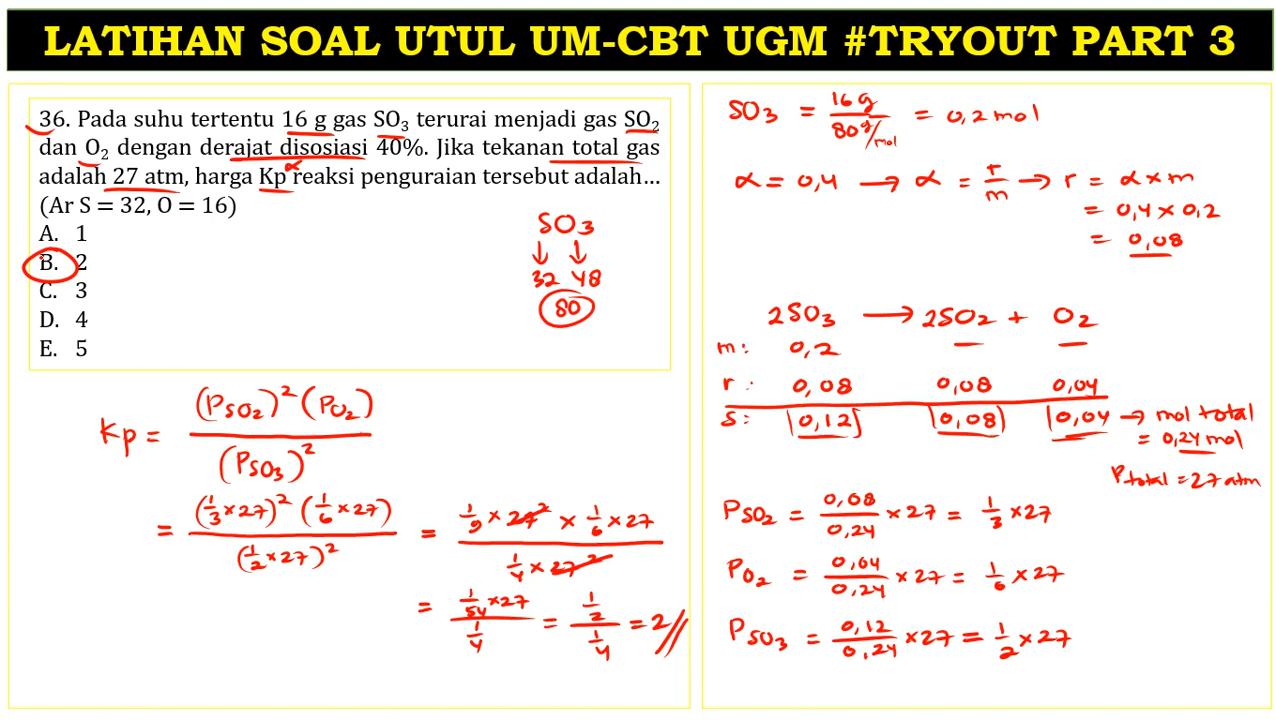 LATIHAN SOAL UTUL UM-CBT UGM #TRYOUT PART 3
36. Pada suhu tertentu 16 g gas SO₃ terurai menjadi gas SO₂
dan O₂ dengan derajat disosiasi 40%. Jika tekanan total gas
α
adalah 27 atm, harga Kp reaksi penguraian tersebut adalah...
(Ar S = 32, O = 16)
A. 1
B. 2
C. 3
D. 4
E. 5
SO₃
↓ ↓
32 48
80
Kp = (P_SO₂)² (P_O₂) / (P_SO₃)²
= (1/3 × 27)² (1/6 × 27) / (1/2 × 27)² = 1/9 × 27² × 1/6 × 27 / 1/4 × 27²
= 1/54 × 27 / 1/4 = 1/2 / 1/4 = 2 //
SO₃ = 16 g / 80 g/mol = 0,2 mol
α = 0,4 → α = r/m → r = α × m
= 0,4 × 0,2
= 0,08
2SO₃ → 2SO₂ + O₂
m: 0,2 — —
r: 0,08 0,08 0,04
s: 0,12 0,08 0,04 → mol total
= 0,24 mol
P total = 27 atm
P_SO₂ = 0,08/0,24 × 27 = 1/3 × 27
P_O₂ = 0,04/0,24 × 27 = 1/6 × 27
P_SO₃ = 0,12/0,24 × 27 = 1/2 × 27